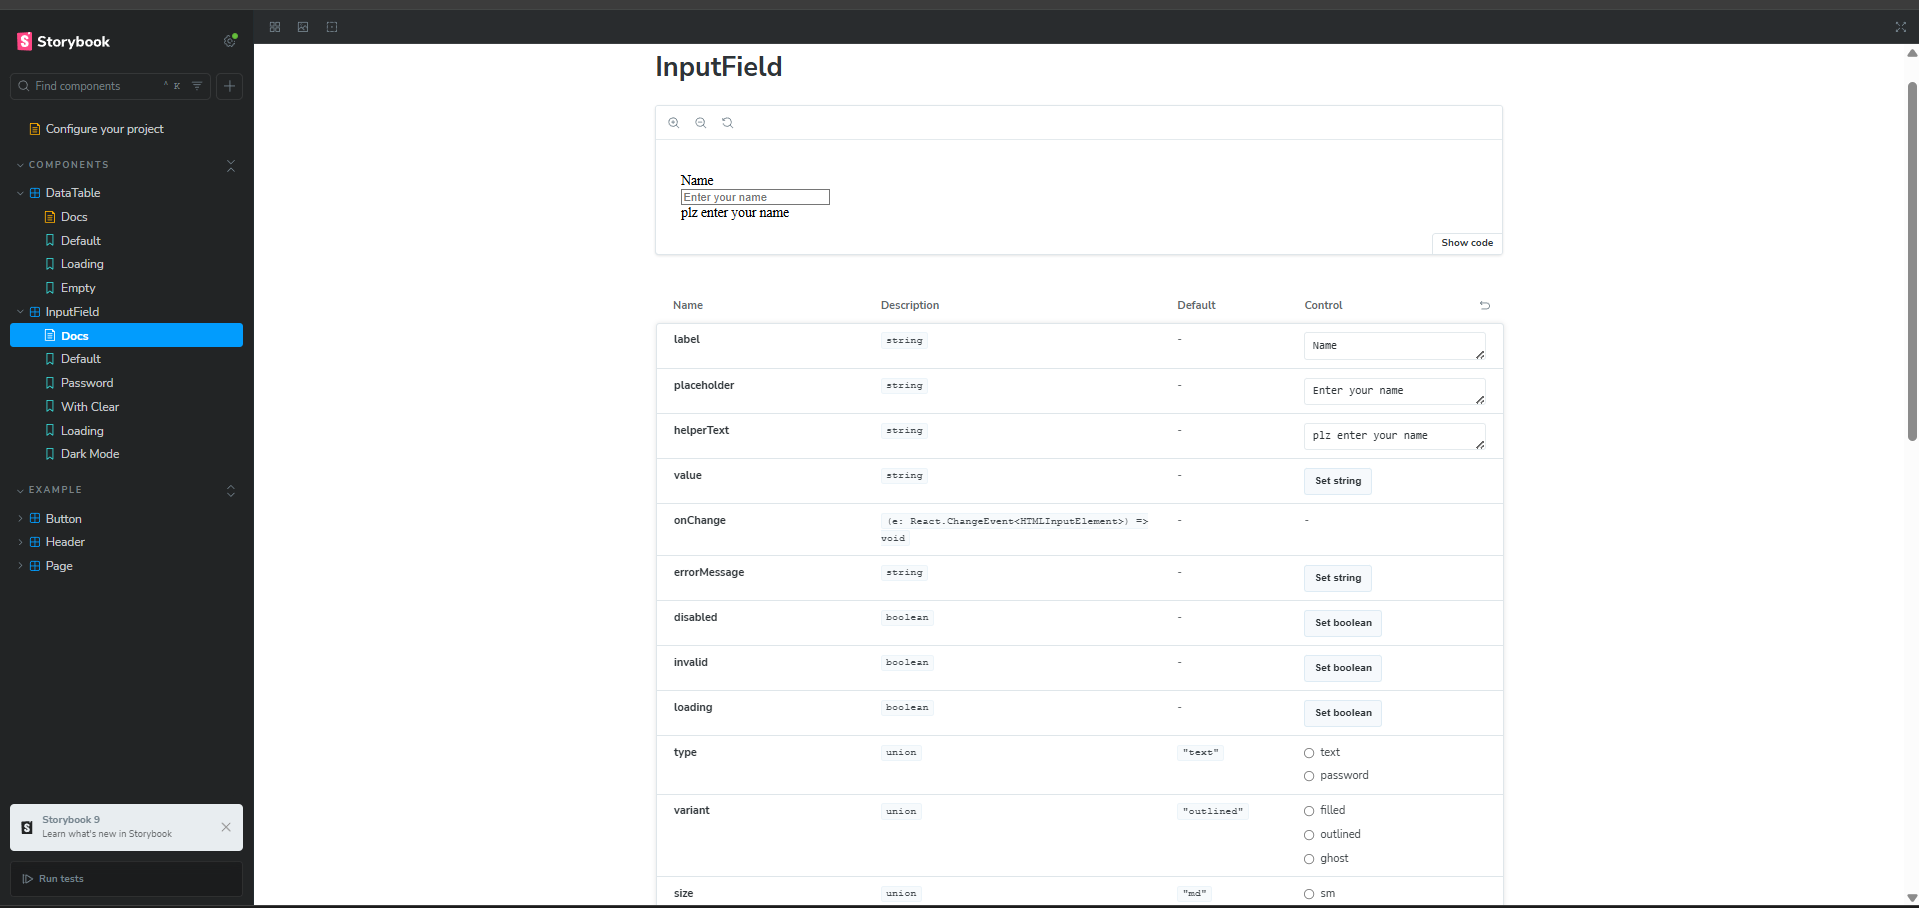 Storybook
Find components
^ K
Configure your project
COMPONENTS
DataTable
Docs
Default
Loading
Empty
InputField
Docs
Default
Password
With Clear
Loading
Dark Mode
EXAMPLE
Button
Header
Page
Storybook 9
Learn what's new in Storybook
Run tests
InputField
Name
Enter your name
plz enter your name
Show code
Name Description Default Control
label string - Name
placeholder string - Enter your name
helperText string - plz enter your name
value string - Set string
onChange (e: React.ChangeEvent<HTMLInputElement>) => - -
void
errorMessage string - Set string
disabled boolean - Set boolean
invalid boolean - Set boolean
loading boolean - Set boolean
type union "text" text
password
variant union "outlined" filled
outlined
ghost
size union "md" sm